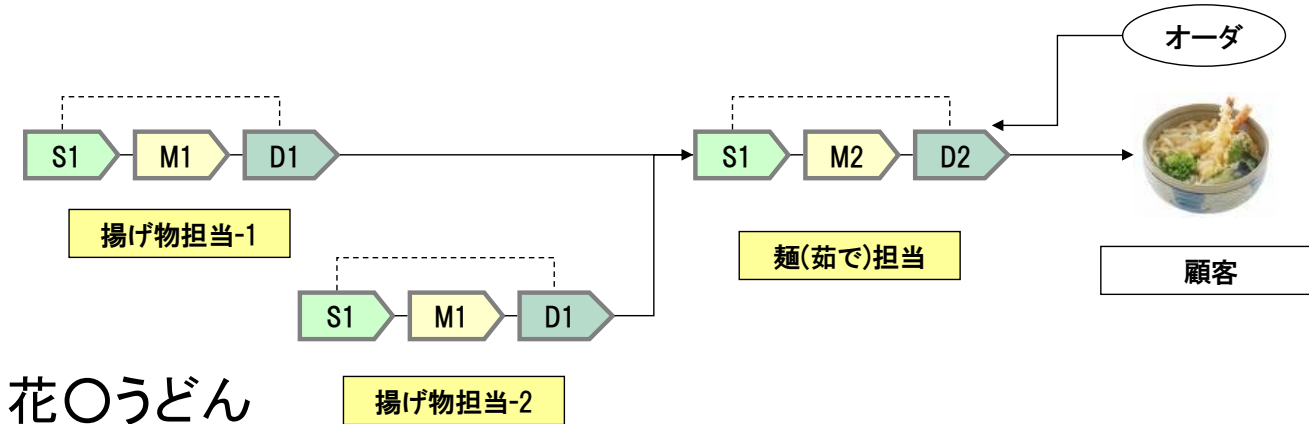 オーダ
S1 M1 D1
S1 M2 D2
揚げ物担当-1
麺(茹で)担当
顧客
S1 M1 D1
揚げ物担当-2
花〇うどん